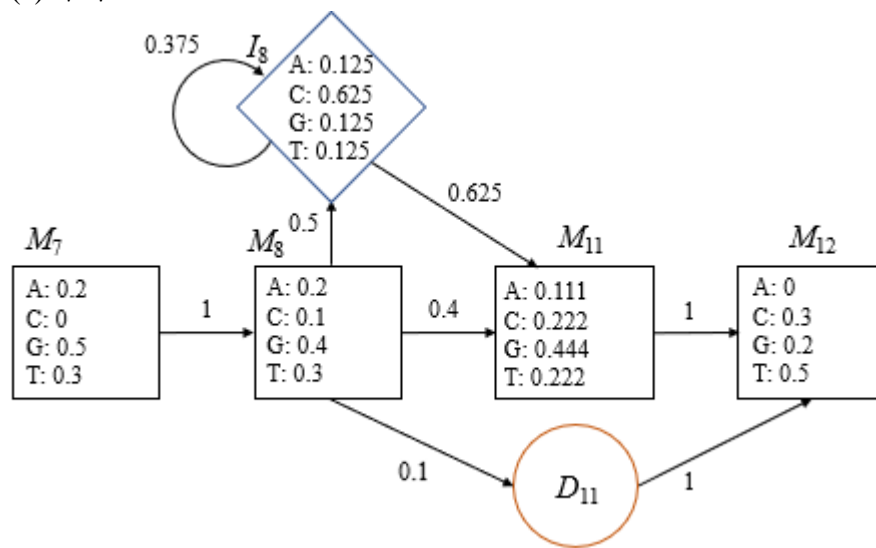 0.375
I8
A: 0.125
C: 0.625
G: 0.125
T: 0.125
0.625
0.5
M7
M8
M11
M12
A: 0.2
C: 0
G: 0.5
T: 0.3
1
A: 0.2
C: 0.1
G: 0.4
T: 0.3
0.4
A: 0.111
C: 0.222
G: 0.444
T: 0.222
1
A: 0
C: 0.3
G: 0.2
T: 0.5
0.1
D11
1